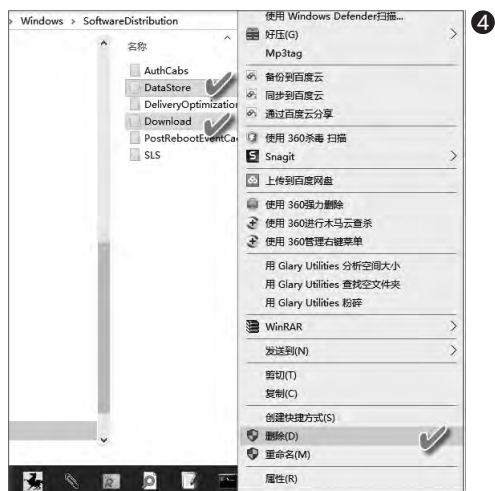 Windows > SoftwareDistribution
名称
AuthCabs
DataStore
DeliveryOptimization
Download
PostRebootEventCa
SLS
使用 Windows Defender扫描...
好压(G)
Mp3tag
备份到百度云
同步到百度云
通过百度云分享
使用 360杀毒 扫描
Snagit
上传到百度网盘
使用 360强力删除
使用 360进行木马云查杀
使用 360管理右键菜单
用 Glary Utilities 分析空间大小
用 Glary Utilities 查找空文件夹
用 Glary Utilities 粉碎
WinRAR
发送到(N)
剪切(T)
复制(C)
创建快捷方式(S)
删除(D)
重命名(M)
属性(R)
4